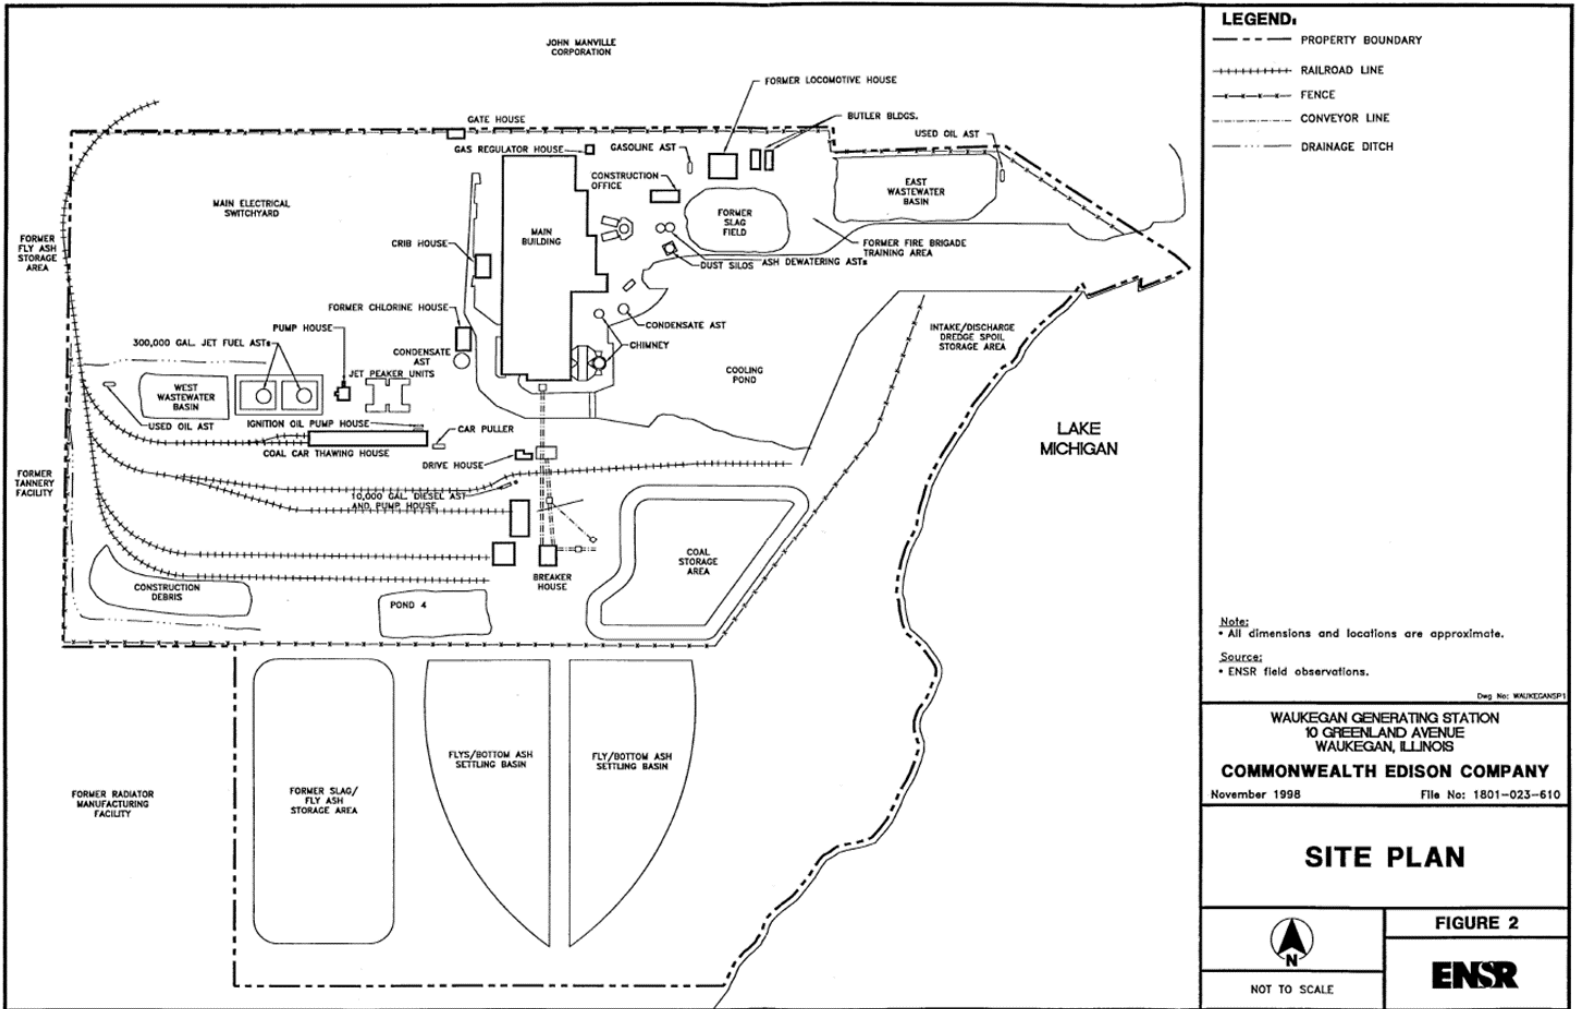 JOHN MANVILLE
CORPORATION
FORMER LOCOMOTIVE HOUSE
GATE HOUSE
BUTLER BLDGS.
USED OIL AST
GAS REGULATOR HOUSE
GASOLINE AST
CONSTRUCTION
OFFICE
EAST
WASTEWATER
BASIN
MAIN ELECTRICAL
SWITCHYARD
FORMER
SLAG
FIELD
MAIN
BUILDING
FORMER
FLY ASH
STORAGE
AREA
CRIB HOUSE
FORMER FIRE BRIGADE
TRAINING AREA
DUST SILOS
ASH DEWATERING ASTs
FORMER CHLORINE HOUSE
PUMP HOUSE
CONDENSATE AST
INTAKE/DISCHARGE
DREDGE SPOIL
STORAGE AREA
300,000 GAL. JET FUEL ASTs
CHIMNEY
CONDENSATE
AST
JET PEAKER UNITS
COOLING
POND
WEST
WASTEWATER
BASIN
USED OIL AST
IGNITION OIL PUMP HOUSE
CAR PULLER
LAKE
MICHIGAN
COAL CAR THAWING HOUSE
DRIVE HOUSE
FORMER
TANNERY
FACILITY
10,000 GAL. DIESEL AST
AND PUMP HOUSE
COAL
STORAGE
AREA
BREAKER
HOUSE
CONSTRUCTION
DEBRIS
POND 4
FLYS/BOTTOM ASH
SETTLING BASIN
FLY/BOTTOM ASH
SETTLING BASIN
FORMER RADIATOR
MANUFACTURING
FACILITY
FORMER SLAG/
FLY ASH
STORAGE AREA
LEGEND:
PROPERTY BOUNDARY
RAILROAD LINE
FENCE
CONVEYOR LINE
DRAINAGE DITCH
Note:
• All dimensions and locations are approximate.
Source:
• ENSR field observations.
Dwg No: WAUKEGANSP1
WAUKEGAN GENERATING STATION
10 GREENLAND AVENUE
WAUKEGAN, ILLINOIS
COMMONWEALTH EDISON COMPANY
November 1998 File No: 1801-023-610
SITE PLAN
N
NOT TO SCALE
FIGURE 2
ENSR